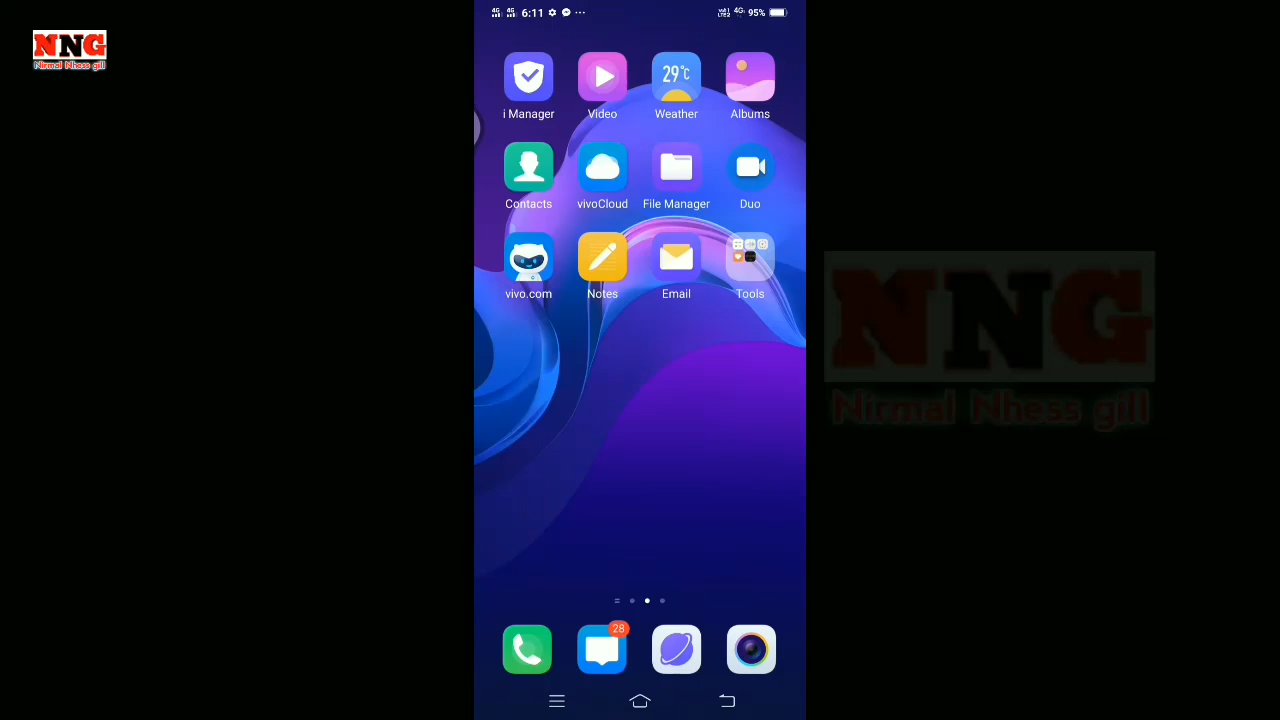 NNG
Nirmal Nhess gill
6:11
4G 95%
29°C
i Manager
Video
Weather
Albums
Contacts
vivoCloud
File Manager
Duo
vivo.com
Notes
Email
Tools
28
NNG
Nirmal Nhess gill